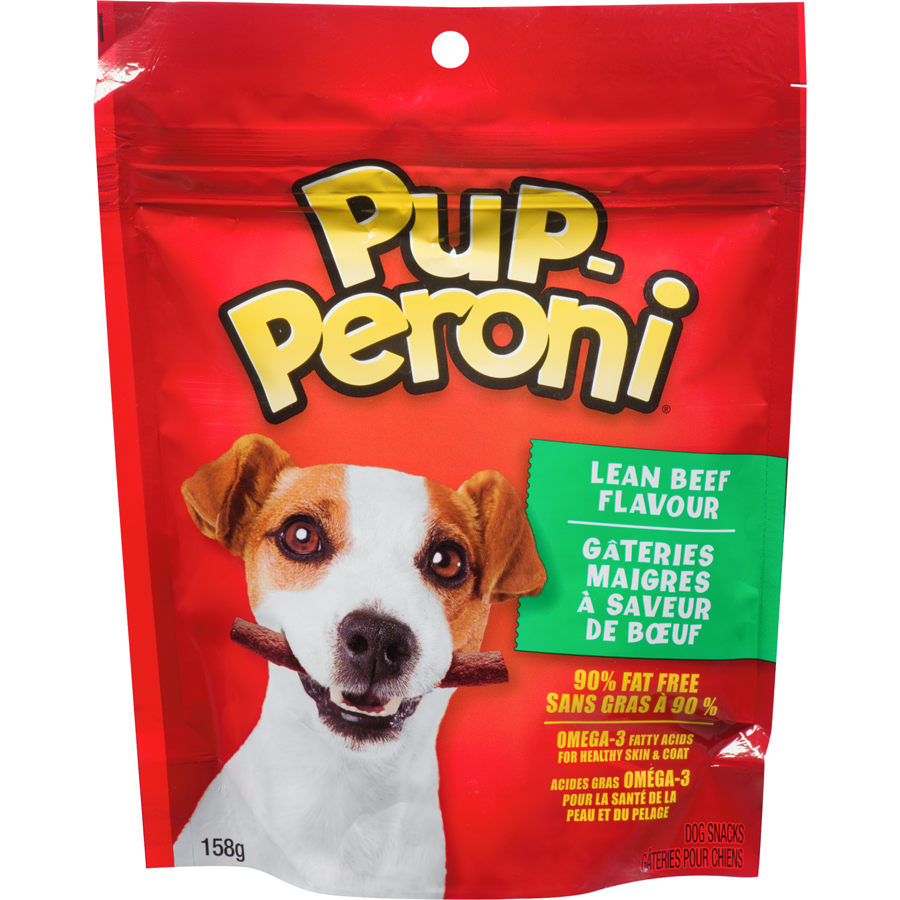 PUP-
PERONi®
LEAN BEEF
FLAVOUR
GÂTERIES
MAIGRES
À SAVEUR
DE BŒUF
90% FAT FREE
SANS GRAS À 90 %
OMEGA-3 FATTY ACIDS
FOR HEALTHY SKIN & COAT
ACIDES GRAS OMÉGA-3
POUR LA SANTÉ DE LA
PEAU ET DU PELAGE
158g
DOG SNACKS
GÂTERIES POUR CHIENS